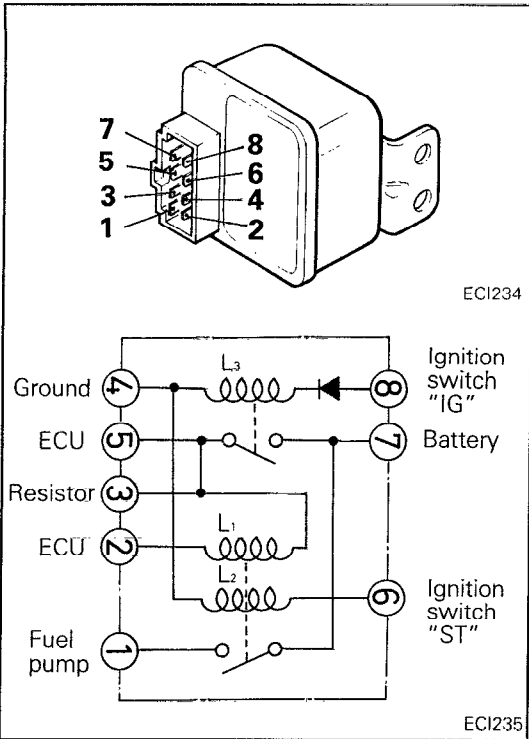 7
8
5
6
3
4
1
2
ECI234
L3
Ground
4
8
Ignition
switch
"IG"
ECU
5
7
Battery
Resistor
3
L1
ECU
2
L2
6
Ignition
switch
"ST"
Fuel
pump
1
ECI235